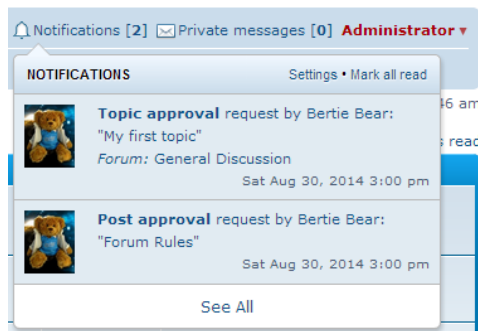 Notifications [2] Private messages [0] Administrator ▾
NOTIFICATIONS Settings • Mark all read
46 am
Topic approval request by Bertie Bear:
"My first topic"
Forum: General Discussion
Sat Aug 30, 2014 3:00 pm
Post approval request by Bertie Bear:
"Forum Rules"
Sat Aug 30, 2014 3:00 pm
See All